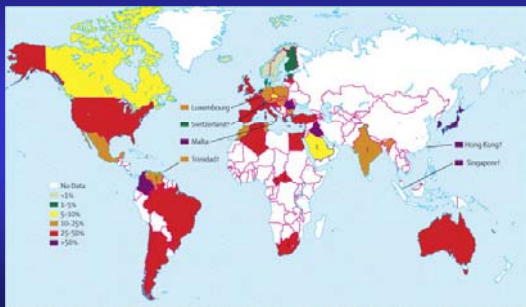 Luxembourg
Switzerland†
Malta
Trinidad†
Hong Kong†
Singapore†
No Data
<1%
1-5%
5-10%
10-25%
25-50%
>50%